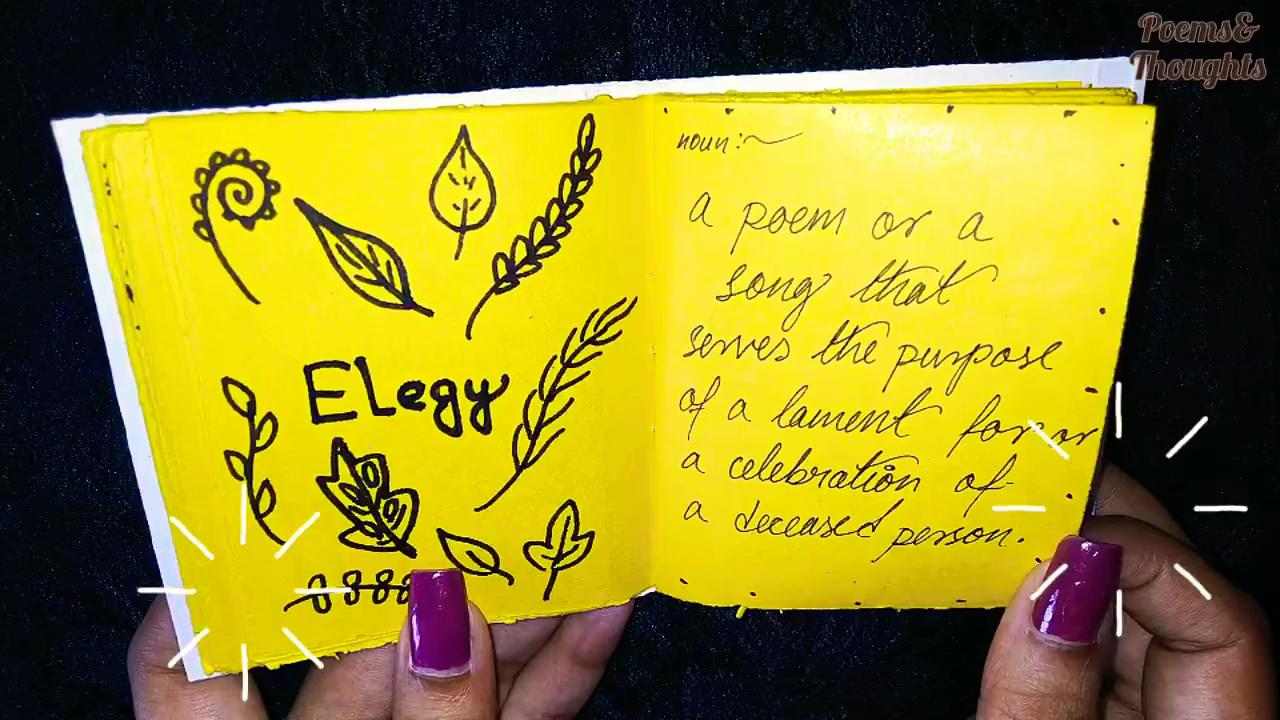 Poems&
Thoughts
ELegy
noun:~
a poem or a
song that
serves the purpose
of a lament for or
a celebration of
a deceased person.